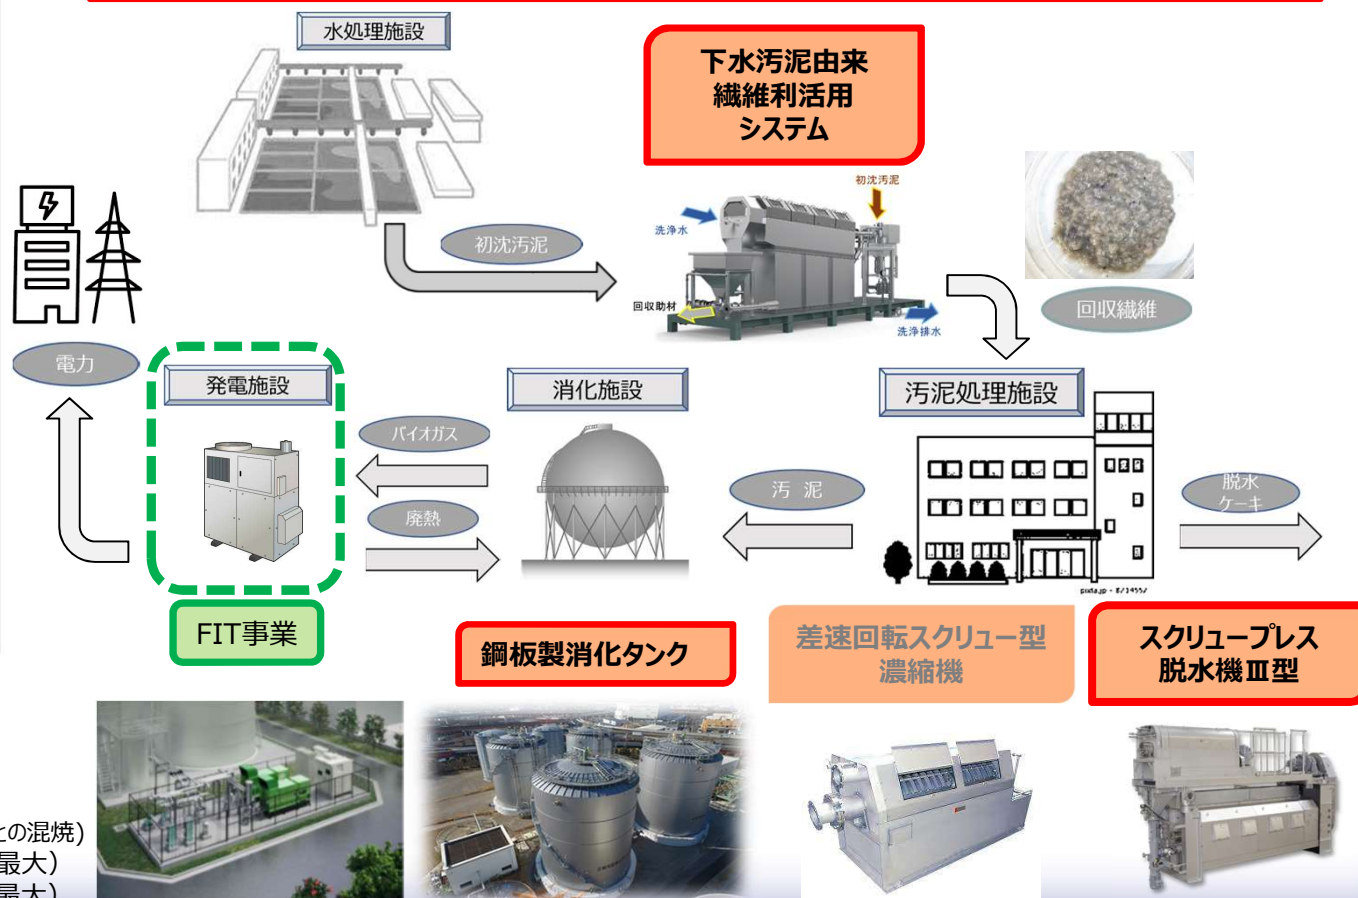 水処理施設
下水汚泥由来
繊維利活用
システム
初沈汚泥
洗浄水
初沈汚泥
回収助材
洗浄排水
回収繊維
電力
発電施設
消化施設
汚泥処理施設
バイオガス
廃熱
汚 泥
脱水
ケーキ
pixta.jp - 8714557
FIT事業
鋼板製消化タンク
差速回転スクリュー型
濃縮機
スクリュープレス
脱水機Ⅲ型
との混焼)
最大)
最大)